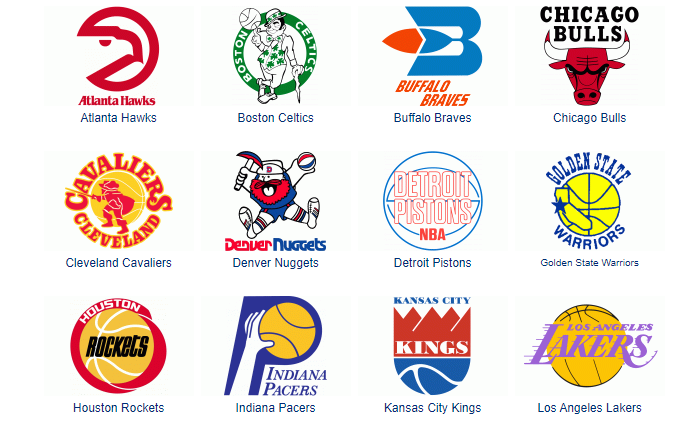 Atlanta Hawks
Atlanta Hawks
BOSTON CELTICS
Boston Celtics
B
BUFFALO
BRAVES
Buffalo Braves
CHICAGO
BULLS
Chicago Bulls
CAVALIERS
CLEVELAND
Cleveland Cavaliers
D
DENVER NUGGETS
Denver Nuggets
DETROIT
PISTONS
NBA
Detroit Pistons
GOLDEN STATE
WARRIORS
Golden State Warriors
HOUSTON
ROCKETS
Houston Rockets
P
INDIANA
PACERS
Indiana Pacers
KANSAS CITY
KINGS
Kansas City Kings
LOS ANGELES
LAKERS
Los Angeles Lakers